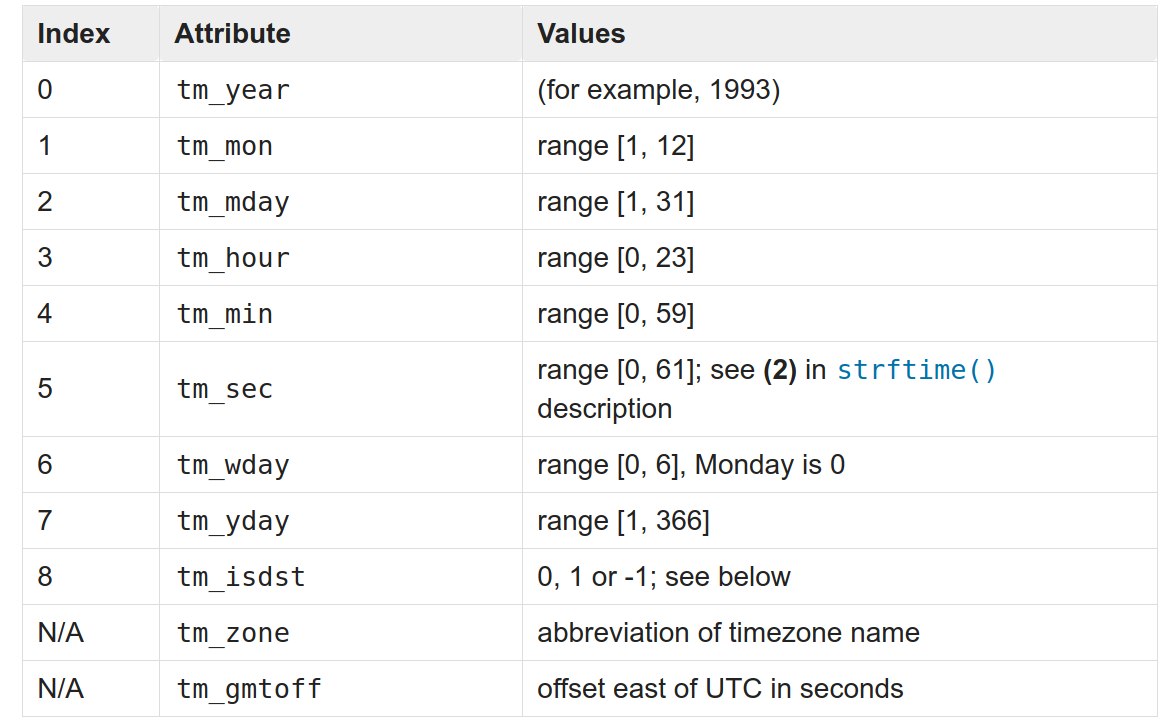 Index Attribute Values
0 tm_year (for example, 1993)
1 tm_mon range [1, 12]
2 tm_mday range [1, 31]
3 tm_hour range [0, 23]
4 tm_min range [0, 59]
5 tm_sec range [0, 61]; see (2) in strftime()
description
6 tm_wday range [0, 6], Monday is 0
7 tm_yday range [1, 366]
8 tm_isdst 0, 1 or -1; see below
N/A tm_zone abbreviation of timezone name
N/A tm_gmtoff offset east of UTC in seconds